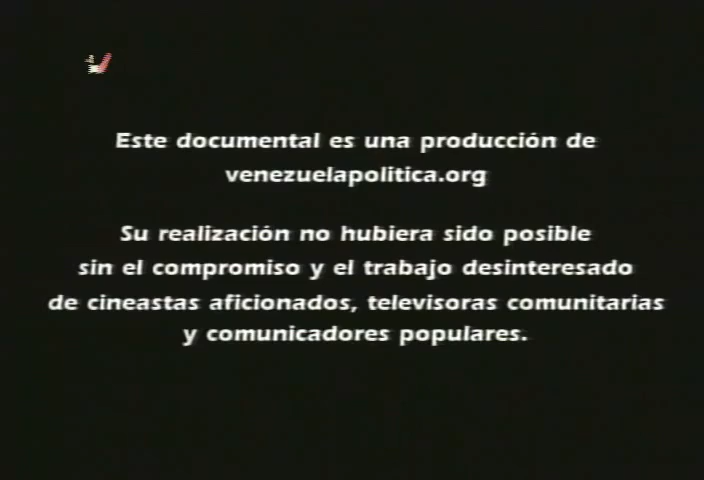 Este documental es una producción de
venezuelapolitica.org
Su realización no hubiera sido posible
sin el compromiso y el trabajo desinteresado
de cineastas aficionados, televisoras comunitarias
y comunicadores populares.